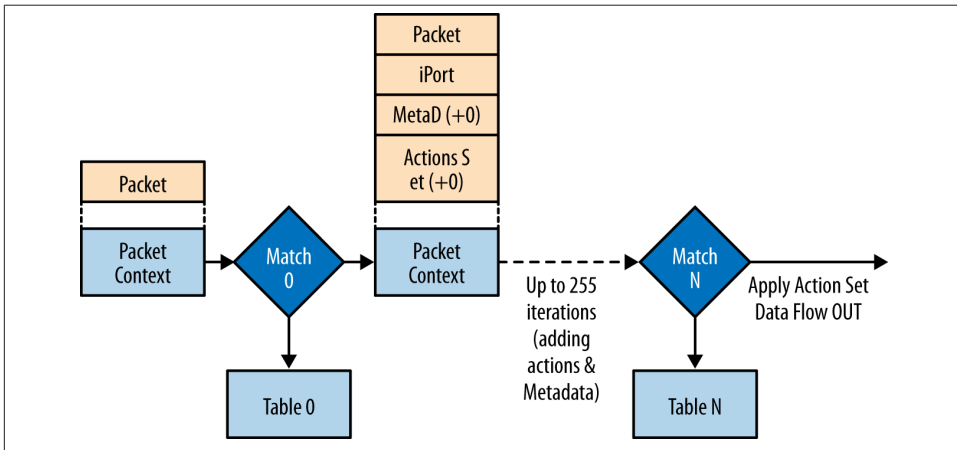 Packet
iPort
MetaD (+0)
Actions S
et (+0)
Packet
Packet
Context
Match
0
Packet
Context
Up to 255
iterations
(adding
actions &
Metadata)
Match
N
Apply Action Set
Data Flow OUT
Table 0
Table N